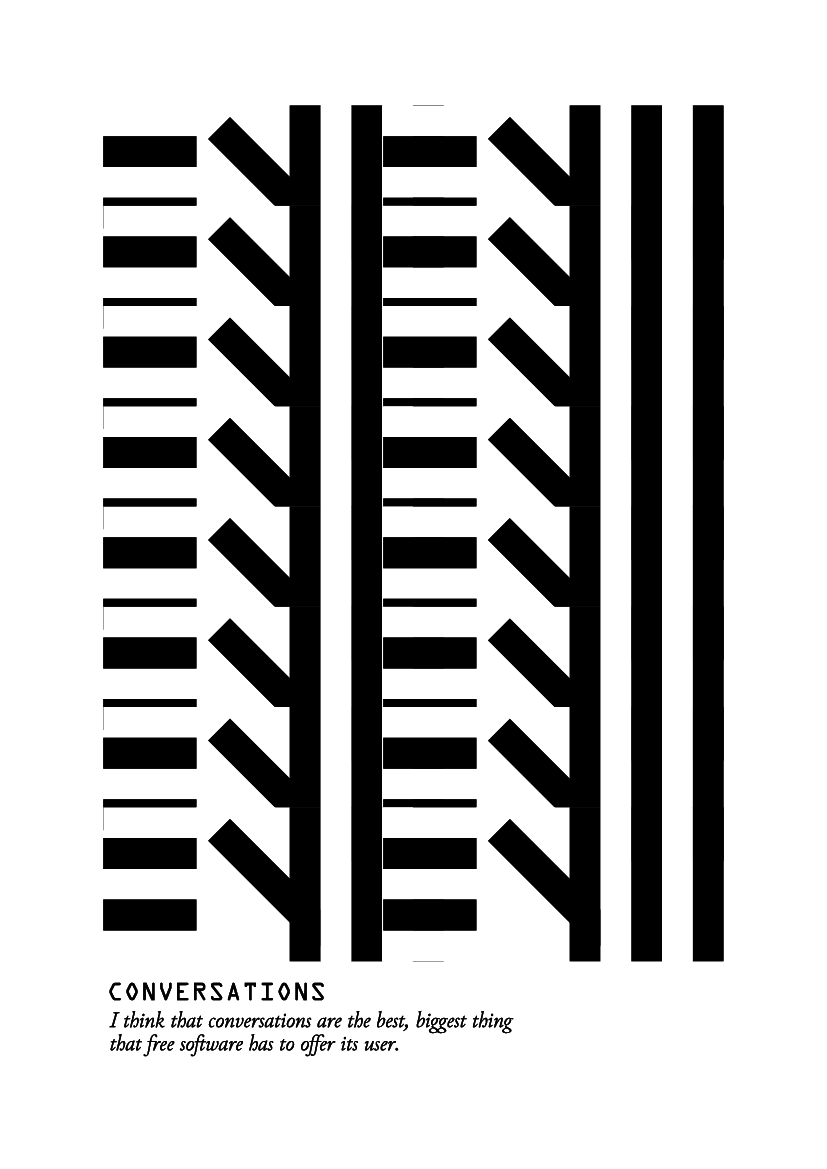 CONVERSATIONS
I think that conversations are the best, biggest thing
that free software has to offer its user.